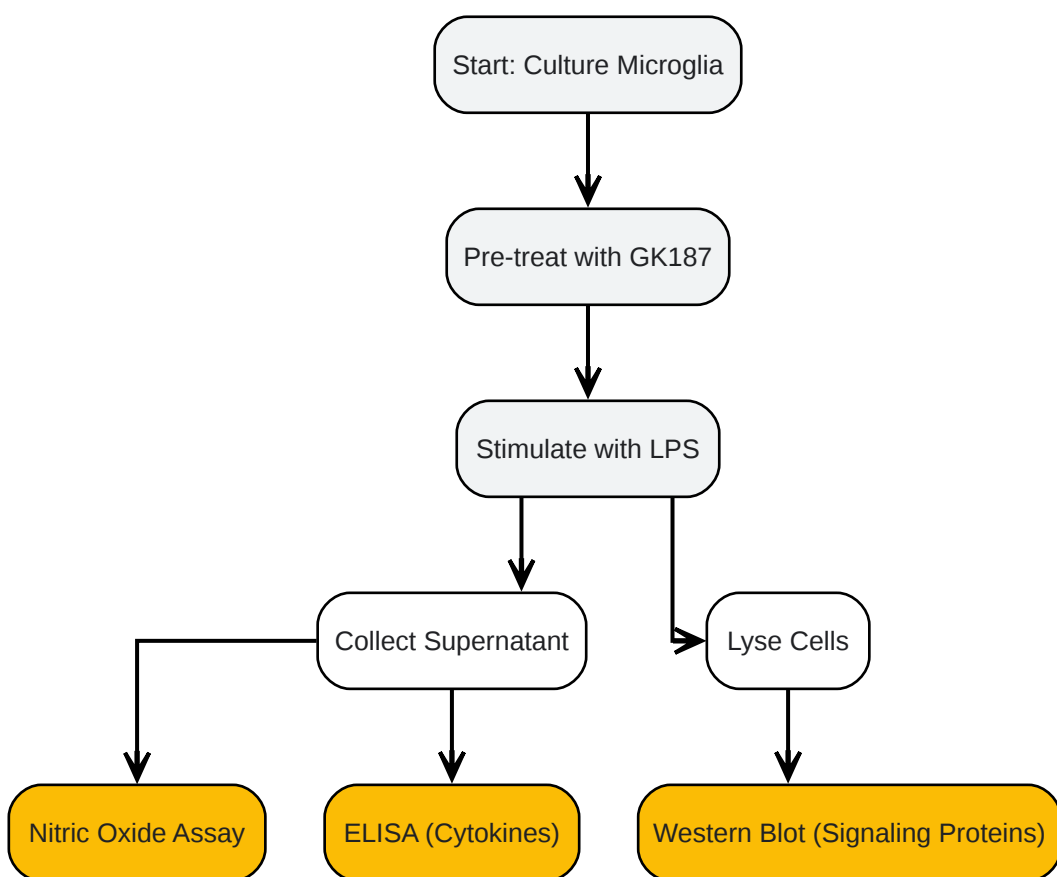 Start: Culture Microglia
Pre-treat with GK187
Stimulate with LPS
Collect Supernatant
Lyse Cells
Nitric Oxide Assay
ELISA (Cytokines)
Western Blot (Signaling Proteins)